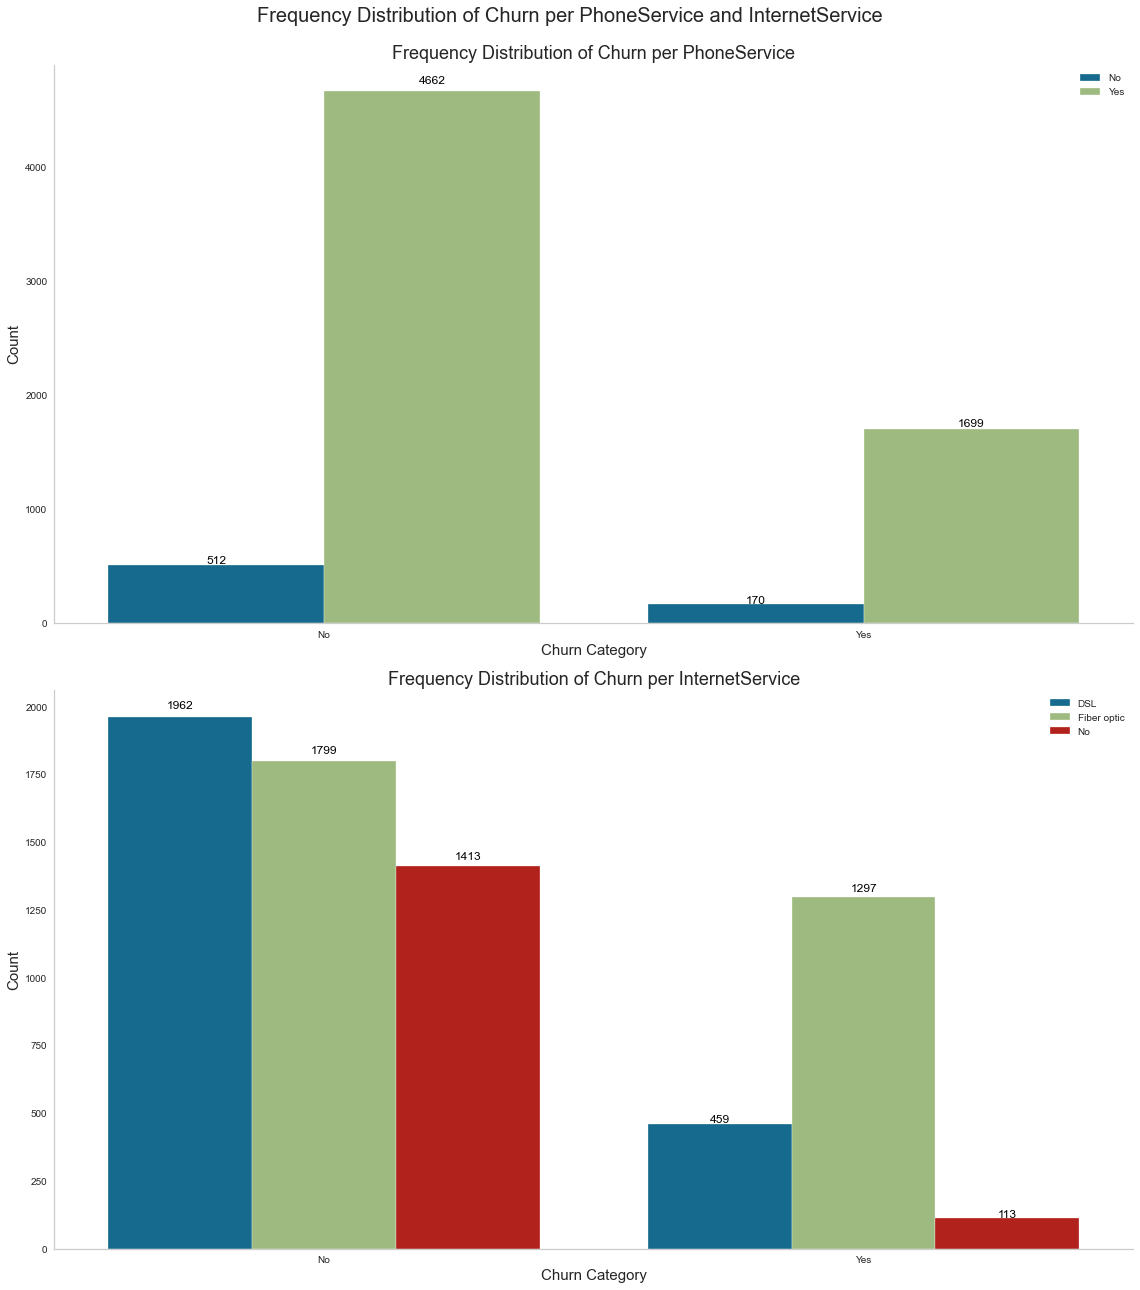 Frequency Distribution of Churn per PhoneService and InternetService
Frequency Distribution of Churn per PhoneService
4662
No
Yes
4000
3000
Count
2000
1699
1000
512
170
0
No
Yes
Churn Category
Frequency Distribution of Churn per InternetService
2000
1962
DSL
Fiber optic
No
1799
1750
1500
1413
1297
1250
Count
1000
750
500
459
250
113
0
No
Yes
Churn Category